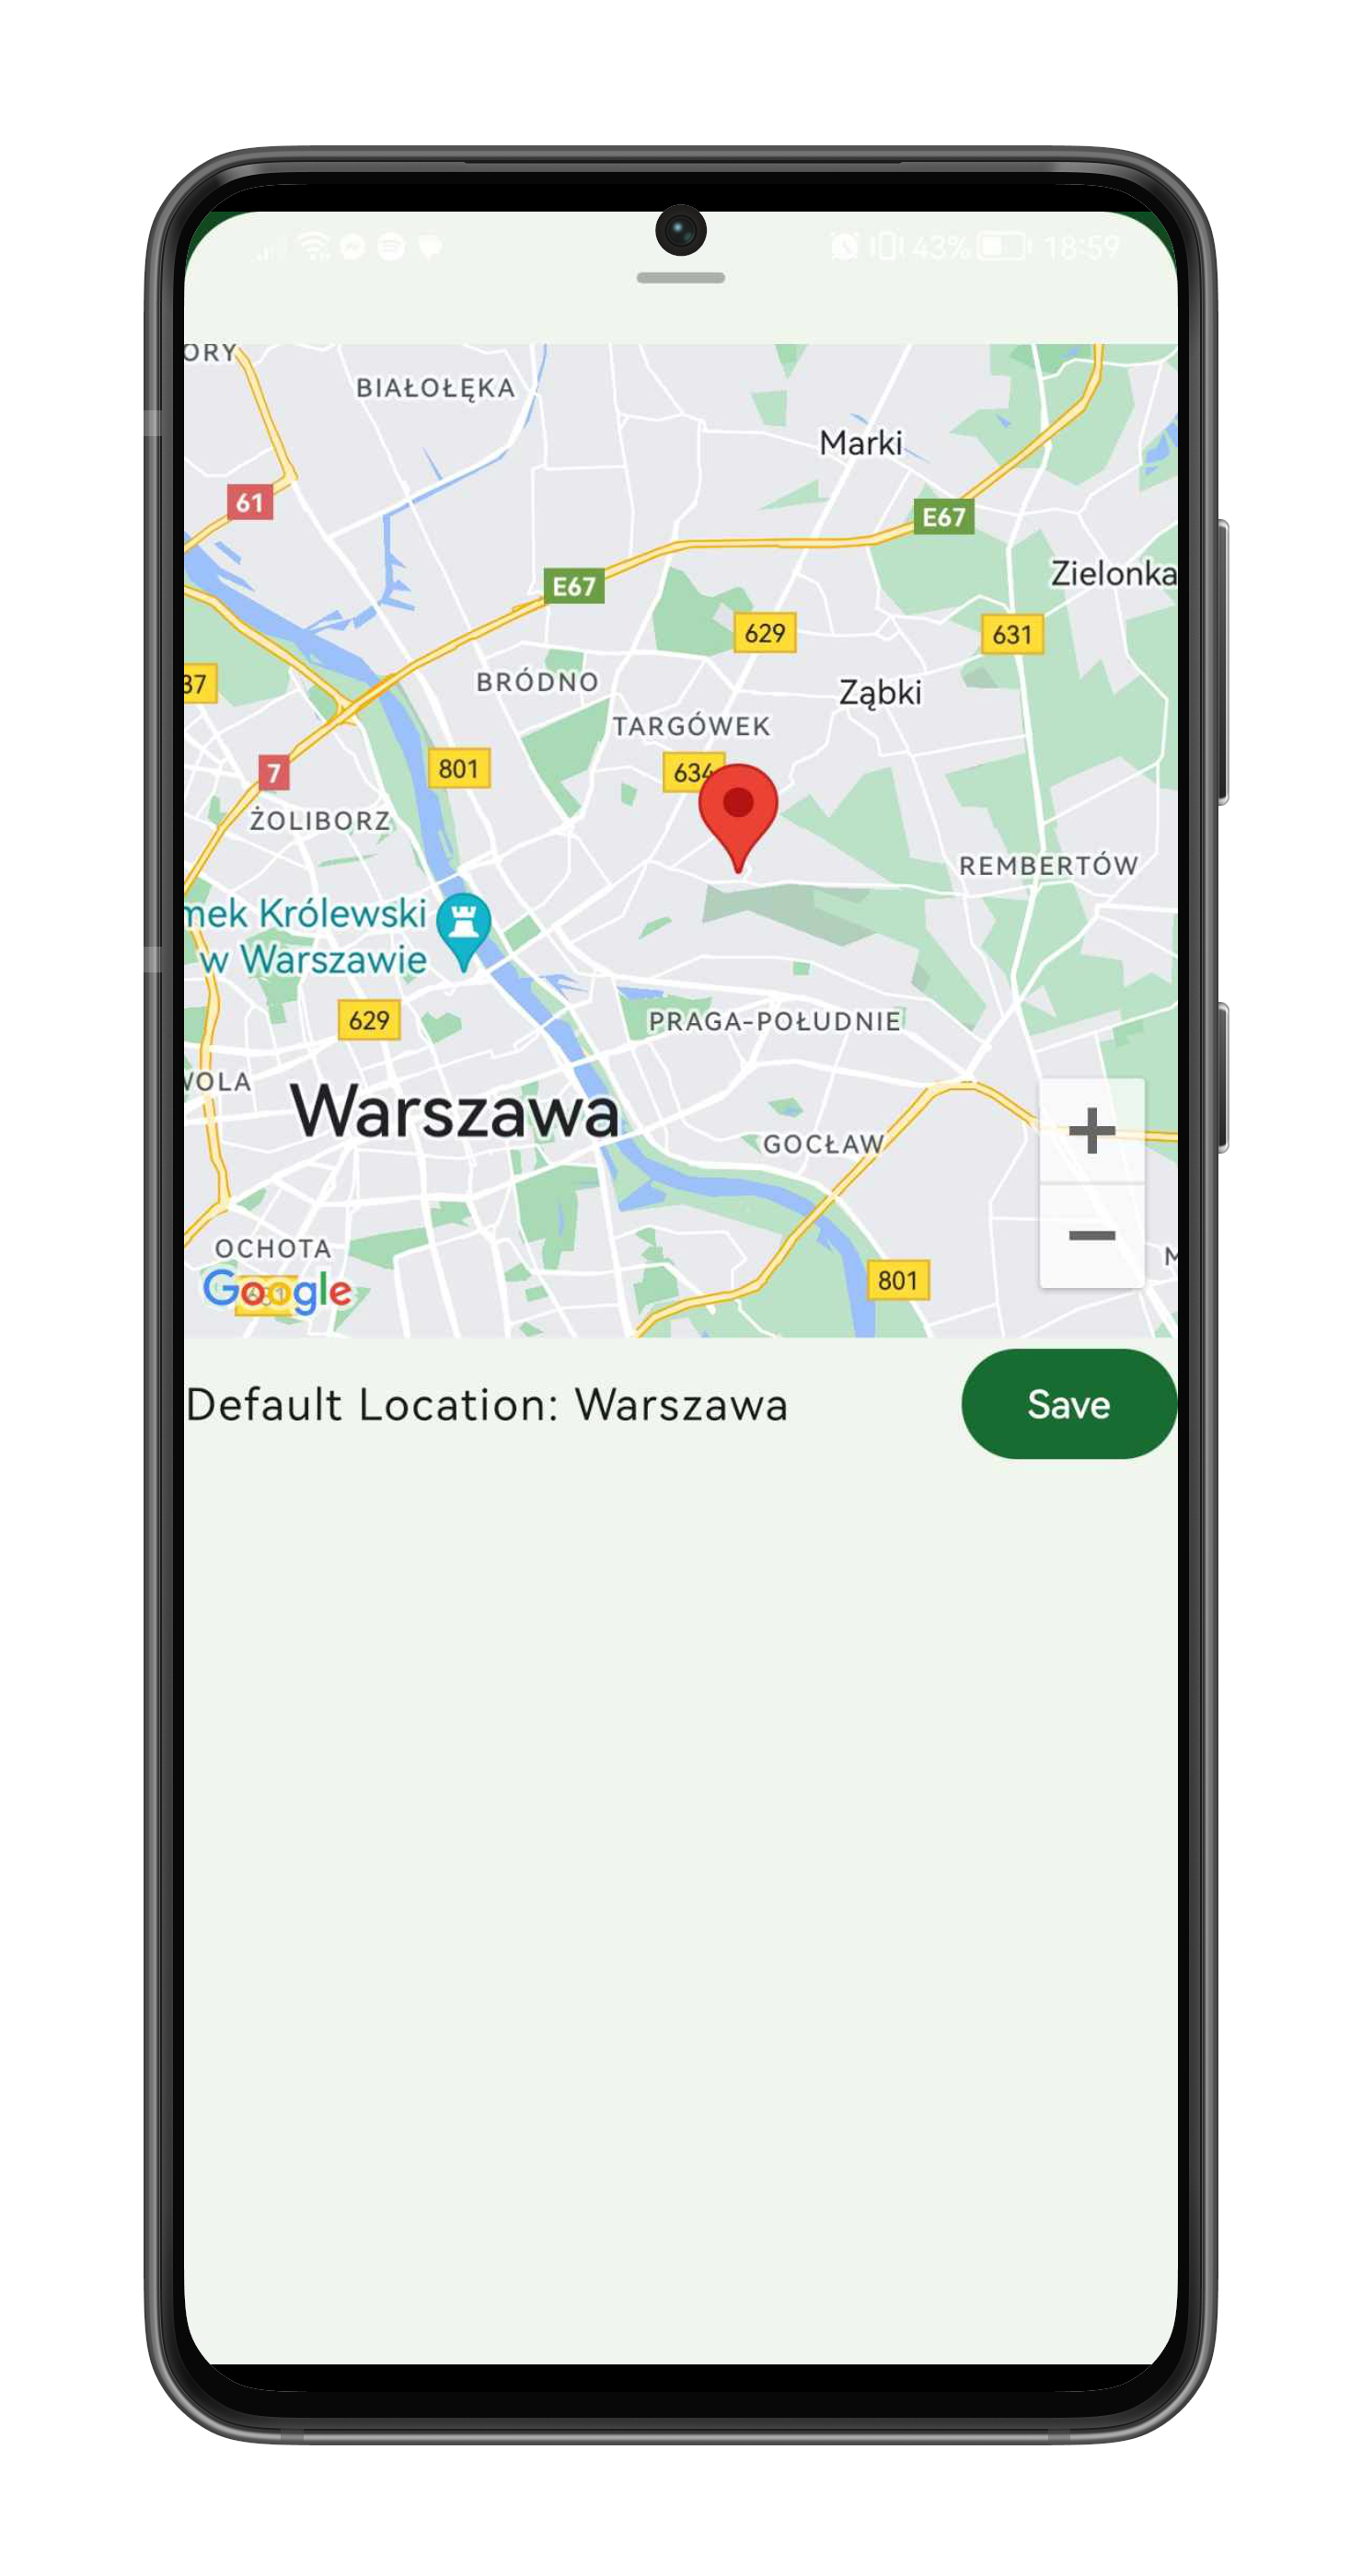 43% 18:59
ORY
BIAŁOŁĘKA
Marki
61
E67
Zielonka
E67
629
631
BRÓDNO
37
Ząbki
TARGÓWEK
801
634
7
ŻOLIBORZ
REMBERTÓW
mek Królewski
w Warszawie
629
PRAGA-POŁUDNIE
WOLA
Warszawa
+
GOCŁAW
−
OCHOTA
M
801
Google
Default Location: Warszawa
Save